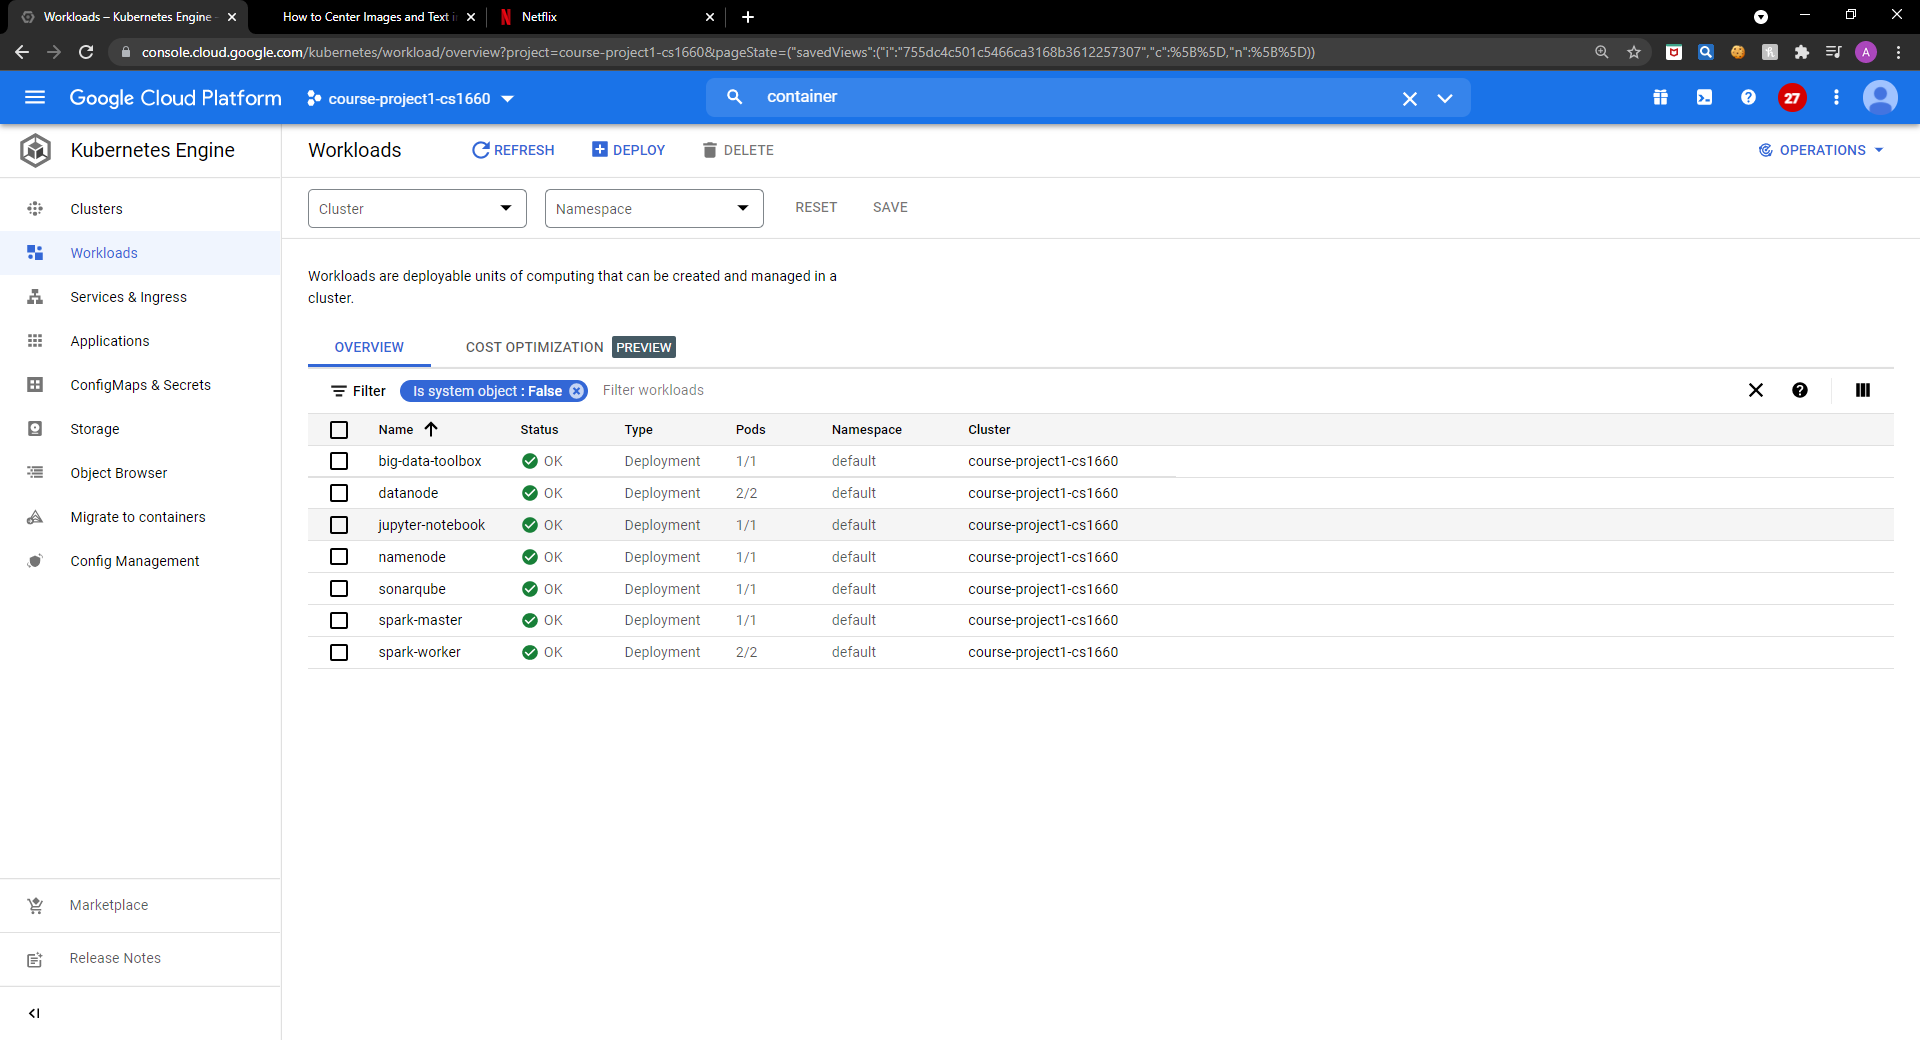 Workloads – Kubernetes Engine -
How to Center Images and Text i
Netflix
console.cloud.google.com/kubernetes/workload/overview?project=course-project1-cs1660&pageState=("savedViews":("i":"755dc4c501c5466ca3168b3612257307","c":%5B%5D,"n":%5B%5D))
A
Google Cloud Platform
course-project1-cs1660
container
27
Kubernetes Engine
Workloads
REFRESH
DEPLOY
DELETE
OPERATIONS
Clusters
Workloads
Services & Ingress
Applications
ConfigMaps & Secrets
Storage
Object Browser
Migrate to containers
Config Management
Marketplace
Release Notes
Cluster
Namespace
RESET
SAVE
Workloads are deployable units of computing that can be created and managed in a
cluster.
OVERVIEW
COST OPTIMIZATION PREVIEW
Filter
Is system object : False
Filter workloads
Name Status Type Pods Namespace Cluster
big-data-toolbox OK Deployment 1/1 default course-project1-cs1660
datanode OK Deployment 2/2 default course-project1-cs1660
jupyter-notebook OK Deployment 1/1 default course-project1-cs1660
namenode OK Deployment 1/1 default course-project1-cs1660
sonarqube OK Deployment 1/1 default course-project1-cs1660
spark-master OK Deployment 1/1 default course-project1-cs1660
spark-worker OK Deployment 2/2 default course-project1-cs1660